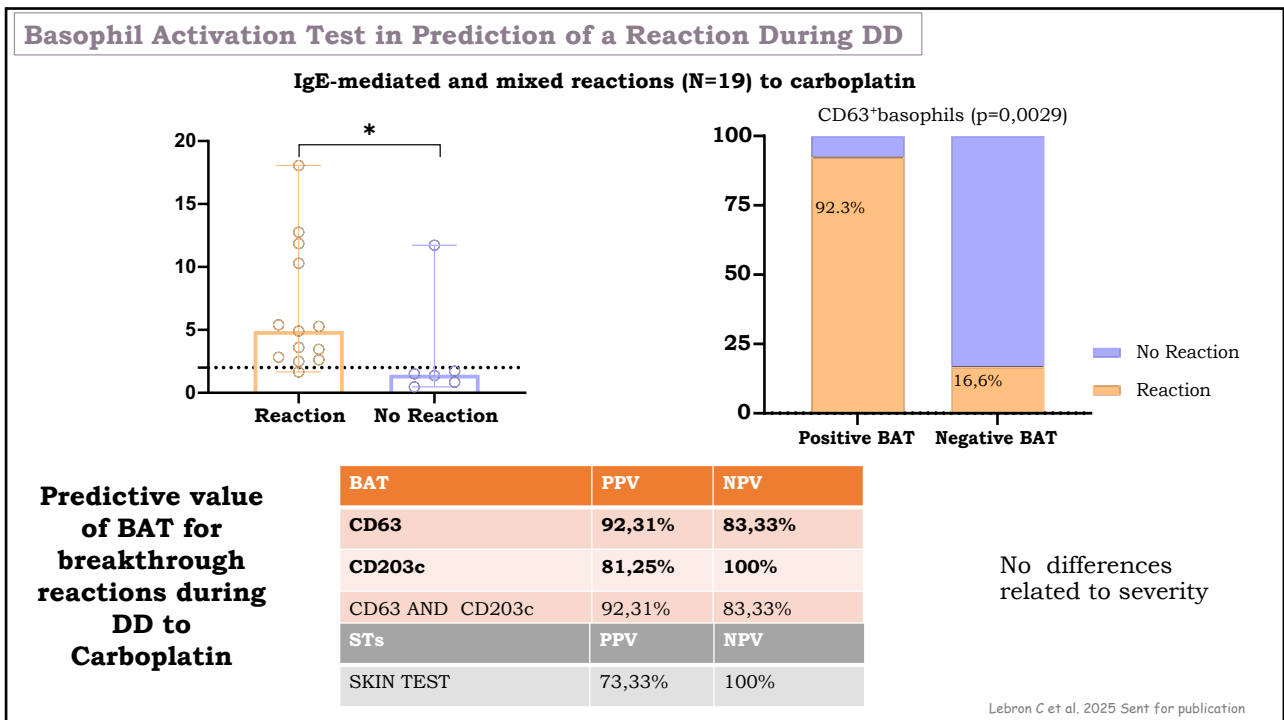 Basophil Activation Test in Prediction of a Reaction During DD
IgE-mediated and mixed reactions (N=19) to carboplatin
*
20
15
10
5
0
Reaction No Reaction
CD63⁺basophils (p=0,0029)
100
75
50
25
0
92.3%
16,6%
Positive BAT Negative BAT
No Reaction
Reaction
Predictive value
of BAT for
breakthrough
reactions during
DD to
Carboplatin
BAT PPV NPV
CD63 92,31% 83,33%
CD203c 81,25% 100%
CD63 AND CD203c 92,31% 83,33%
STs PPV NPV
SKIN TEST 73,33% 100%
No differences
related to severity
Lebron C et al. 2025 Sent for publication